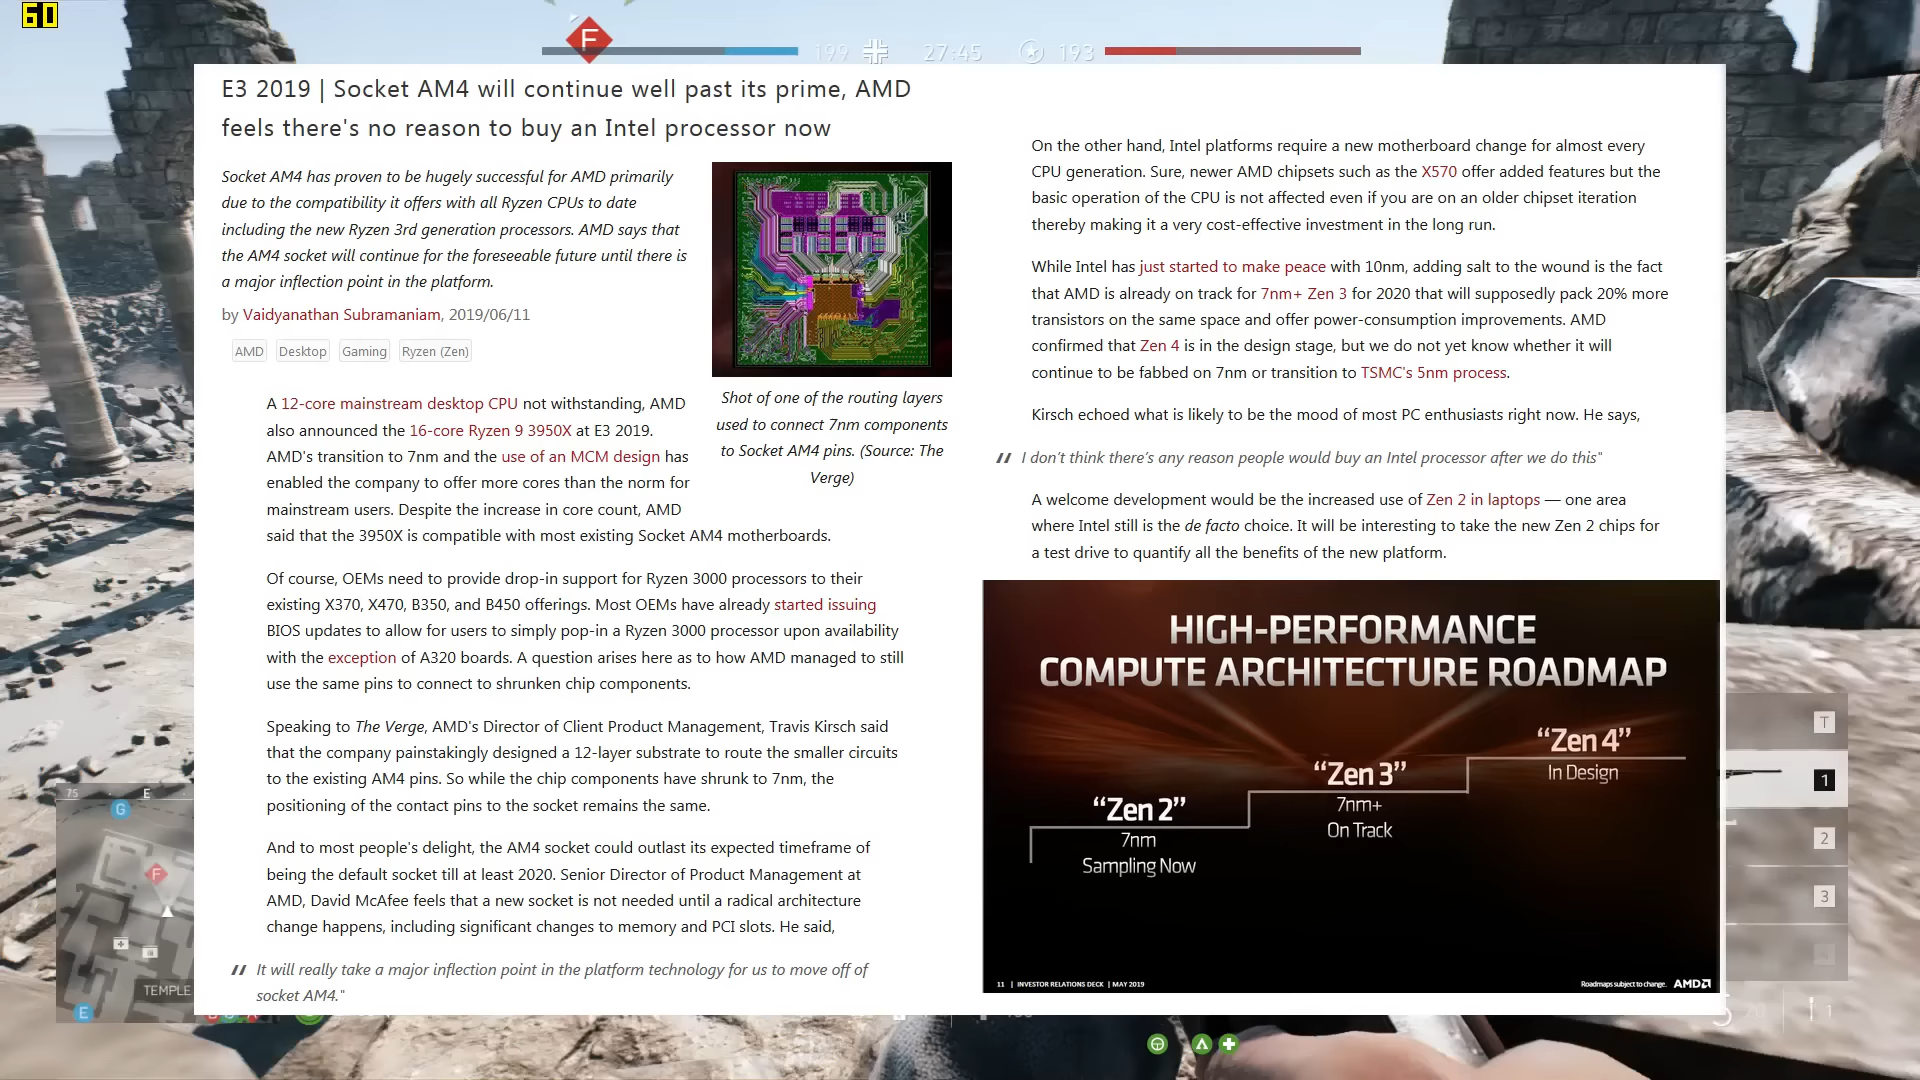 60
F
199
27:45
193
E3 2019 | Socket AM4 will continue well past its prime, AMD
feels there's no reason to buy an Intel processor now
Socket AM4 has proven to be hugely successful for AMD primarily
due to the compatibility it offers with all Ryzen CPUs to date
including the new Ryzen 3rd generation processors. AMD says that
the AM4 socket will continue for the foreseeable future until there is
a major inflection point in the platform.
by Vaidyanathan Subramaniam, 2019/06/11
AMD Desktop Gaming Ryzen (Zen)
Shot of one of the routing layers
used to connect 7nm components
to Socket AM4 pins. (Source: The
Verge)
A 12-core mainstream desktop CPU not withstanding, AMD
also announced the 16-core Ryzen 9 3950X at E3 2019.
AMD's transition to 7nm and the use of an MCM design has
enabled the company to offer more cores than the norm for
mainstream users. Despite the increase in core count, AMD
said that the 3950X is compatible with most existing Socket AM4 motherboards.
Of course, OEMs need to provide drop-in support for Ryzen 3000 processors to their
existing X370, X470, B350, and B450 offerings. Most OEMs have already started issuing
BIOS updates to allow for users to simply pop-in a Ryzen 3000 processor upon availability
with the exception of A320 boards. A question arises here as to how AMD managed to still
use the same pins to connect to shrunken chip components.
Speaking to The Verge, AMD's Director of Client Product Management, Travis Kirsch said
that the company painstakingly designed a 12-layer substrate to route the smaller circuits
to the existing AM4 pins. So while the chip components have shrunk to 7nm, the
positioning of the contact pins to the socket remains the same.
And to most people's delight, the AM4 socket could outlast its expected timeframe of
being the default socket till at least 2020. Senior Director of Product Management at
AMD, David McAfee feels that a new socket is not needed until a radical architecture
change happens, including significant changes to memory and PCI slots. He said,
" It will really take a major inflection point in the platform technology for us to move off of
socket AM4."
On the other hand, Intel platforms require a new motherboard change for almost every
CPU generation. Sure, newer AMD chipsets such as the X570 offer added features but the
basic operation of the CPU is not affected even if you are on an older chipset iteration
thereby making it a very cost-effective investment in the long run.
While Intel has just started to make peace with 10nm, adding salt to the wound is the fact
that AMD is already on track for 7nm+ Zen 3 for 2020 that will supposedly pack 20% more
transistors on the same space and offer power-consumption improvements. AMD
confirmed that Zen 4 is in the design stage, but we do not yet know whether it will
continue to be fabbed on 7nm or transition to TSMC's 5nm process.
Kirsch echoed what is likely to be the mood of most PC enthusiasts right now. He says,
" I don't think there's any reason people would buy an Intel processor after we do this"
A welcome development would be the increased use of Zen 2 in laptops — one area
where Intel still is the de facto choice. It will be interesting to take the new Zen 2 chips for
a test drive to quantify all the benefits of the new platform.
HIGH-PERFORMANCE
COMPUTE ARCHITECTURE ROADMAP
"Zen 2"
7nm
Sampling Now
"Zen 3"
7nm+
On Track
"Zen 4"
In Design
11 | INVESTOR RELATIONS DECK | MAY 2019
Roadmaps subject to change. AMD
T
1
2
3
75
E
G
F
TEMPLE
E
1